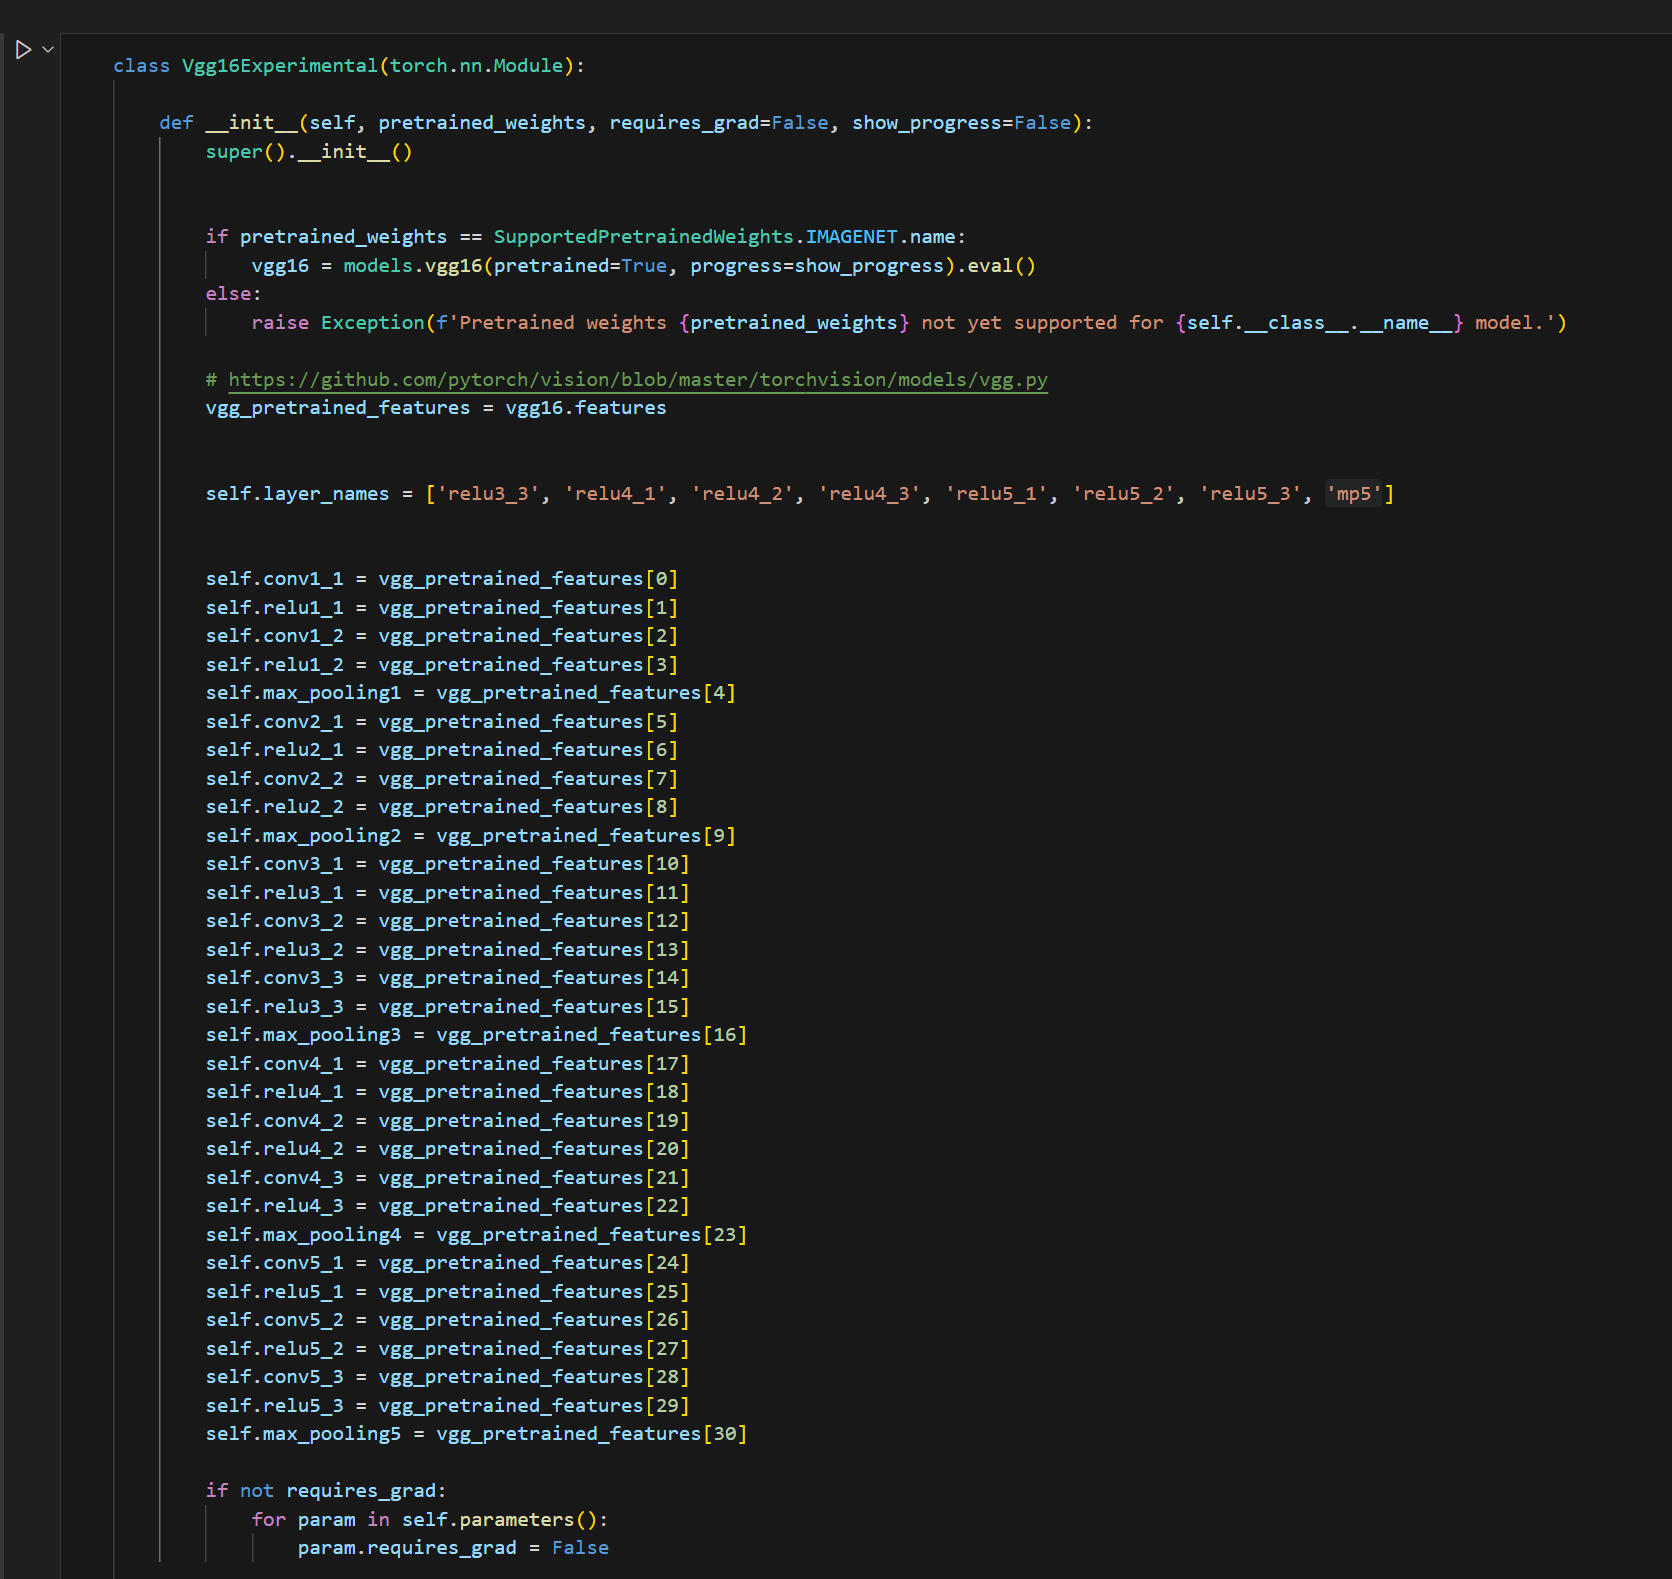 class Vgg16Experimental(torch.nn.Module):
def __init__(self, pretrained_weights, requires_grad=False, show_progress=False):
super().__init__()
if pretrained_weights == SupportedPretrainedWeights.IMAGENET.name:
vgg16 = models.vgg16(pretrained=True, progress=show_progress).eval()
else:
raise Exception(f'Pretrained weights {pretrained_weights} not yet supported for {self.__class__.__name__} model.')
# https://github.com/pytorch/vision/blob/master/torchvision/models/vgg.py
vgg_pretrained_features = vgg16.features
self.layer_names = ['relu3_3', 'relu4_1', 'relu4_2', 'relu4_3', 'relu5_1', 'relu5_2', 'relu5_3', 'mp5']
self.conv1_1 = vgg_pretrained_features[0]
self.relu1_1 = vgg_pretrained_features[1]
self.conv1_2 = vgg_pretrained_features[2]
self.relu1_2 = vgg_pretrained_features[3]
self.max_pooling1 = vgg_pretrained_features[4]
self.conv2_1 = vgg_pretrained_features[5]
self.relu2_1 = vgg_pretrained_features[6]
self.conv2_2 = vgg_pretrained_features[7]
self.relu2_2 = vgg_pretrained_features[8]
self.max_pooling2 = vgg_pretrained_features[9]
self.conv3_1 = vgg_pretrained_features[10]
self.relu3_1 = vgg_pretrained_features[11]
self.conv3_2 = vgg_pretrained_features[12]
self.relu3_2 = vgg_pretrained_features[13]
self.conv3_3 = vgg_pretrained_features[14]
self.relu3_3 = vgg_pretrained_features[15]
self.max_pooling3 = vgg_pretrained_features[16]
self.conv4_1 = vgg_pretrained_features[17]
self.relu4_1 = vgg_pretrained_features[18]
self.conv4_2 = vgg_pretrained_features[19]
self.relu4_2 = vgg_pretrained_features[20]
self.conv4_3 = vgg_pretrained_features[21]
self.relu4_3 = vgg_pretrained_features[22]
self.max_pooling4 = vgg_pretrained_features[23]
self.conv5_1 = vgg_pretrained_features[24]
self.relu5_1 = vgg_pretrained_features[25]
self.conv5_2 = vgg_pretrained_features[26]
self.relu5_2 = vgg_pretrained_features[27]
self.conv5_3 = vgg_pretrained_features[28]
self.relu5_3 = vgg_pretrained_features[29]
self.max_pooling5 = vgg_pretrained_features[30]
if not requires_grad:
for param in self.parameters():
param.requires_grad = False